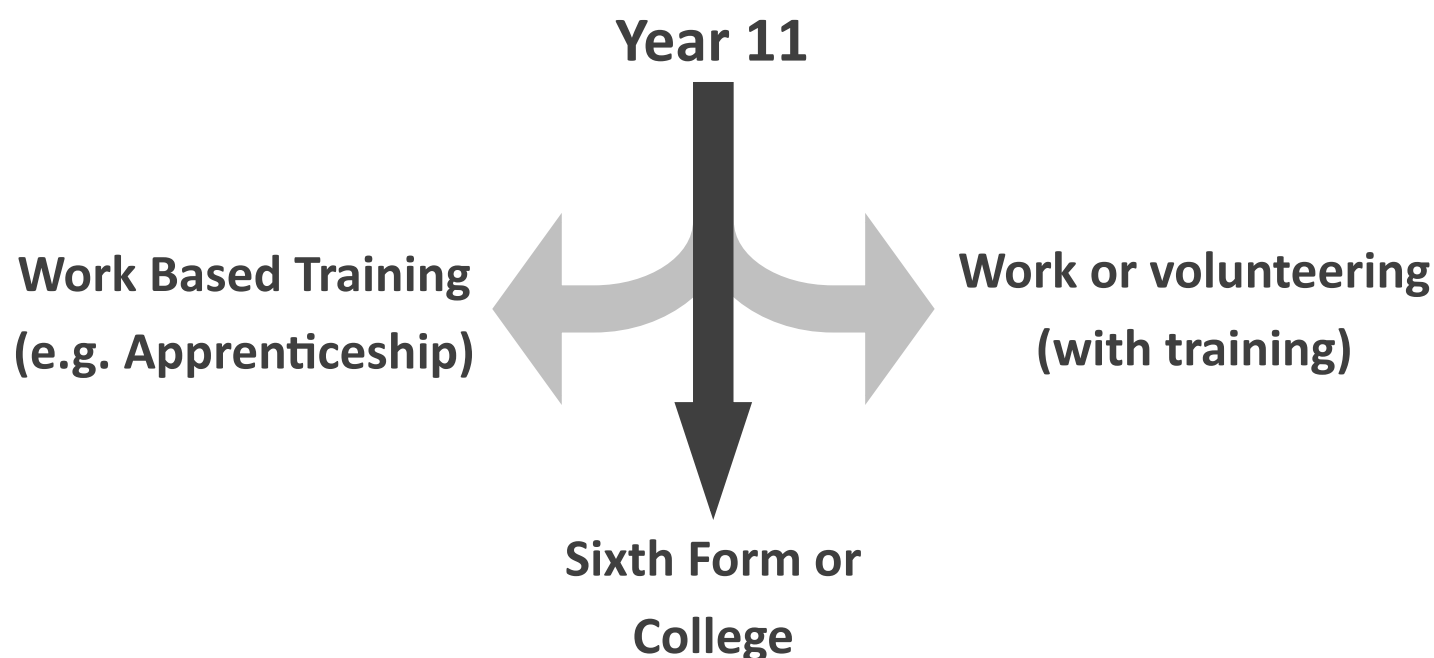 Year 11
Work Based Training
(e.g. Apprenticeship)
Work or volunteering
(with training)
Sixth Form or
College